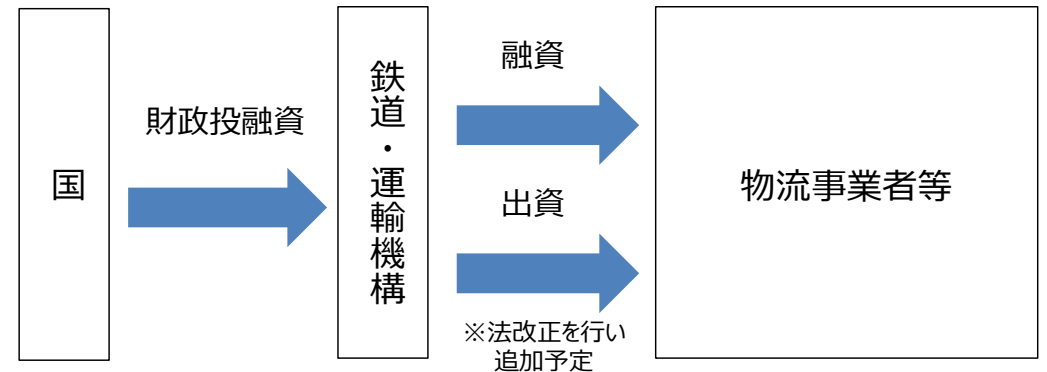 国
財政投融資
鉄道・運輸機構
融資
出資
※法改正を行い
追加予定
物流事業者等